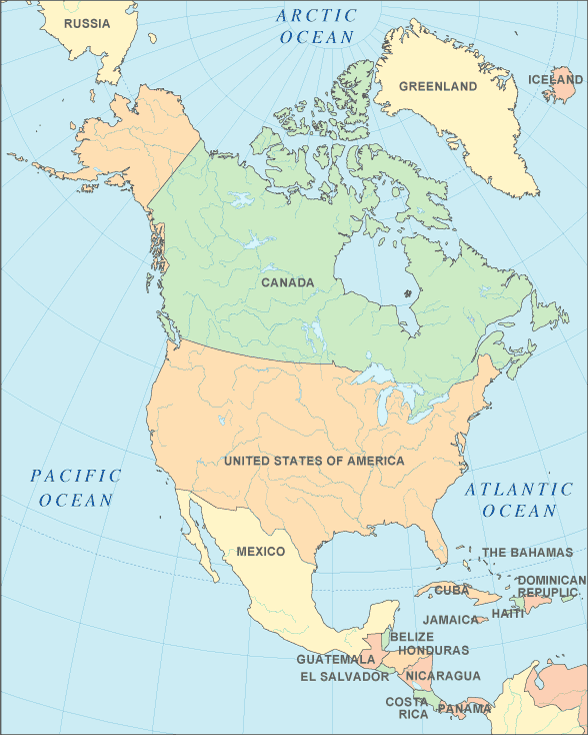 RUSSIA
ARCTIC
OCEAN
ICELAND
GREENLAND
CANADA
UNITED STATES OF AMERICA
PACIFIC
OCEAN
ATLANTIC
OCEAN
MEXICO
THE BAHAMAS
CUBA
DOMINICAN
REPUPLIC
HAITI
JAMAICA
BELIZE
HONDURAS
GUATEMALA
EL SALVADOR
NICARAGUA
COSTA
RICA
PANAMA